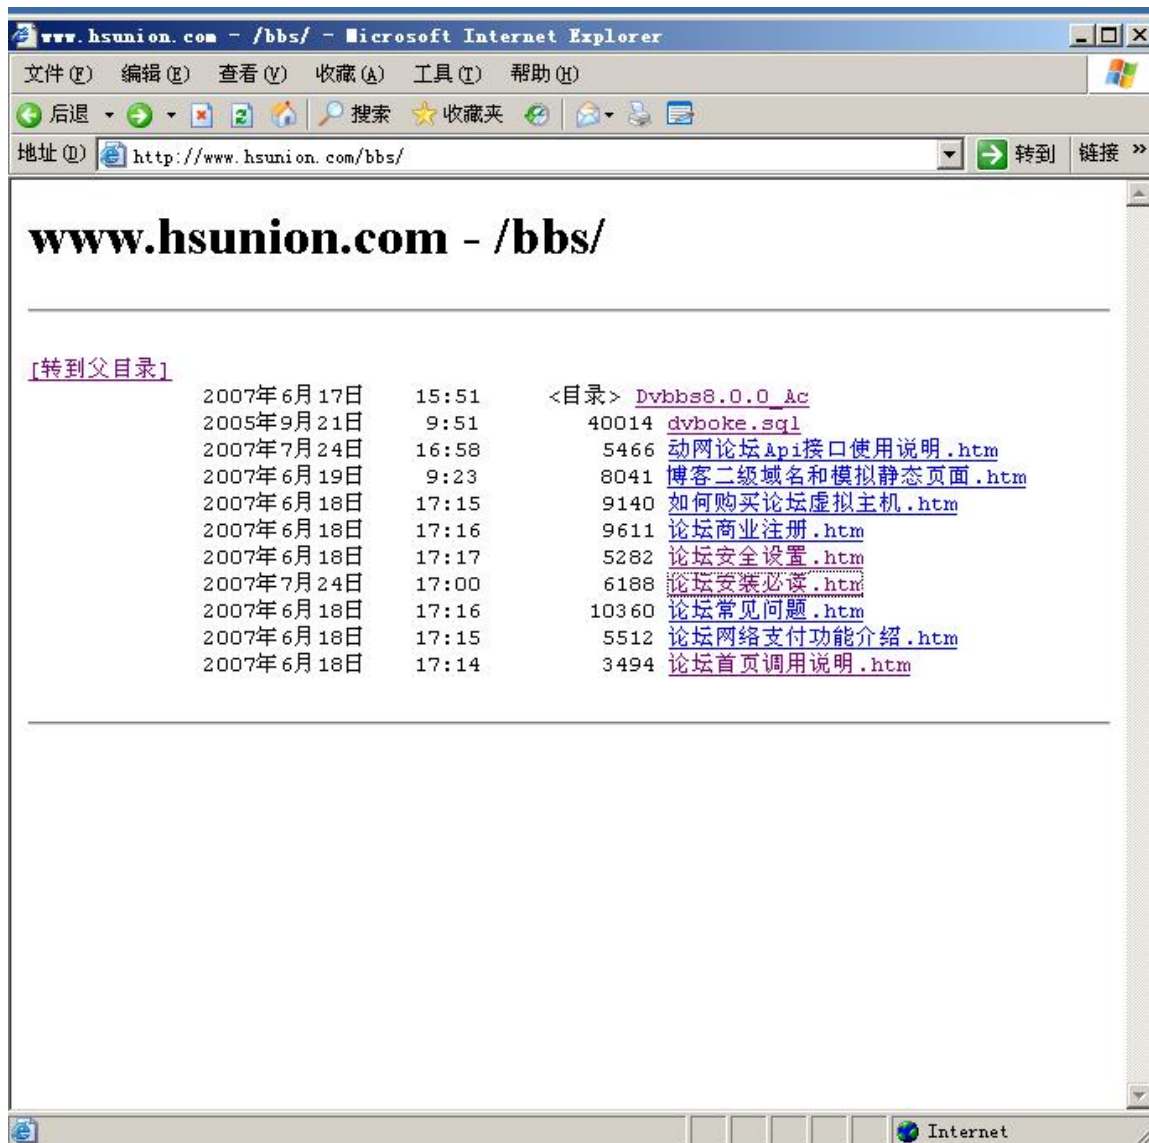 www.hsunion.com - /bbs/ - Microsoft Internet Explorer
文件(F) 编辑(E) 查看(V) 收藏(A) 工具(T) 帮助(H)
后退 搜索 收藏夹
地址(D) http://www.hsunion.com/bbs/ 转到 链接 »
www.hsunion.com - /bbs/
[转到父目录]
2007年6月17日 15:51 <目录> Dvbbs8.0.0_Ac
2005年9月21日 9:51 40014 dvboke.sql
2007年7月24日 16:58 5466 动网论坛Api接口使用说明.htm
2007年6月19日 9:23 8041 博客二级域名和模拟静态页面.htm
2007年6月18日 17:15 9140 如何购买论坛虚拟主机.htm
2007年6月18日 17:16 9611 论坛商业注册.htm
2007年6月18日 17:17 5282 论坛安全设置.htm
2007年7月24日 17:00 6188 论坛安装必读.htm
2007年6月18日 17:16 10360 论坛常见问题.htm
2007年6月18日 17:15 5512 论坛网络支付功能介绍.htm
2007年6月18日 17:14 3494 论坛首页调用说明.htm
Internet